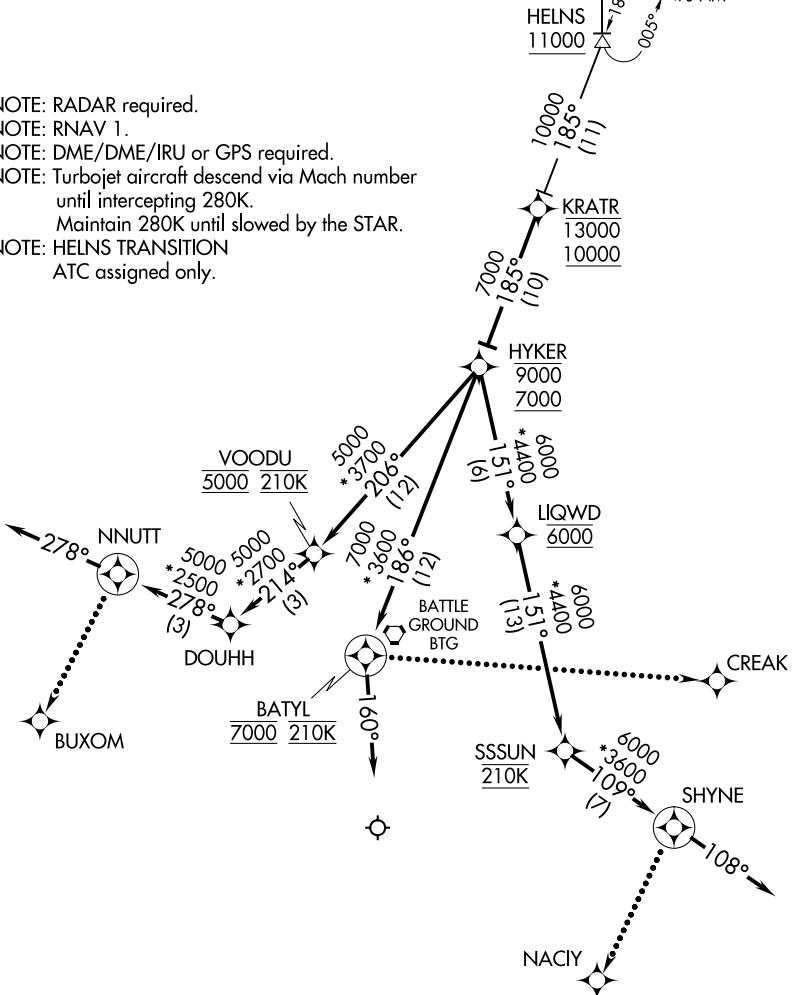 HELNS
11000
005°
NOTE: RADAR required.
NOTE: RNAV 1.
NOTE: DME/DME/IRU or GPS required.
NOTE: Turbojet aircraft descend via Mach number
until intercepting 280K.
Maintain 280K until slowed by the STAR.
NOTE: HELNS TRANSITION
ATC assigned only.
10000
185°
(11)
KRATR
13000
10000
7000
185°
(10)
HYKER
9000
7000
5000
*3700
206°
(12)
VOODU
5000 210K
7000
*3600
186°
(12)
6000
*4400
151°
(6)
LIQWD
6000
278°
NNUTT
5000
*2500
278°
(3)
5000
*2700
214°
(3)
DOUHH
BUXOM
BATTLE
GROUND
BTG
BATYL
7000 210K
160°
CREAK
6000
*4400
151°
(13)
SSSUN
210K
6000
*3600
109°
(7)
SHYNE
108°
NACIY